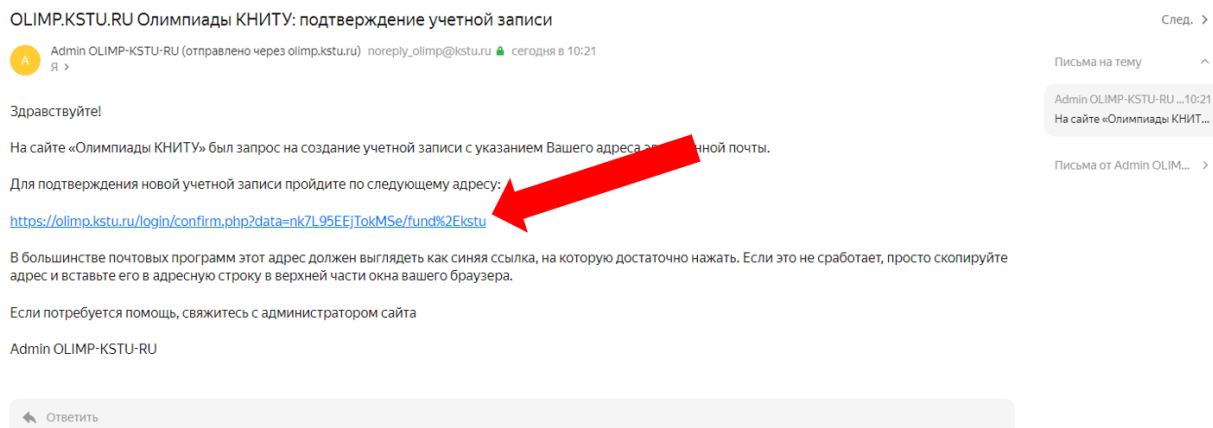 OLIMP.KSTU.RU Олимпиады КНИТУ: подтверждение учетной записи
След. >
А
Admin OLIMP-KSTU-RU (отправлено через olimp.kstu.ru) noreply_olimp@kstu.ru сегодня в 10:21
Я >
Письма на тему
Admin OLIMP-KSTU-RU ...10:21
На сайте «Олимпиады КНИТ...
Письма от Admin OLIM... >
Здравствуйте!
На сайте «Олимпиады КНИТУ» был запрос на создание учетной записи с указанием Вашего адреса почты.
Для подтверждения новой учетной записи пройдите по следующему адресу:
https://olimp.kstu.ru/login/confirm.php?data=nk7L95EEjTokMSe/fund%2Ekstu
В большинстве почтовых программ этот адрес должен выглядеть как синяя ссылка, на которую достаточно нажать. Если это не сработает, просто скопируйте
адрес и вставьте его в адресную строку в верхней части окна вашего браузера.
Если потребуется помощь, свяжитесь с администратором сайта
Admin OLIMP-KSTU-RU
Ответить